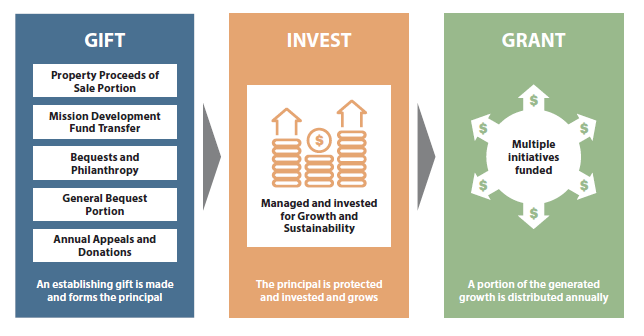 GIFT
Property Proceeds of
Sale Portion
Mission Development
Fund Transfer
Bequests and
Philanthropy
General Bequest
Portion
Annual Appeals and
Donations
An establishing gift is made
and forms the principal
INVEST
$
Managed and invested
for Growth and
Sustainability
The principal is protected
and invested and grows
GRANT
$
$
$
Multiple
initiatives
funded
$
$
$
A portion of the generated
growth is distributed annually